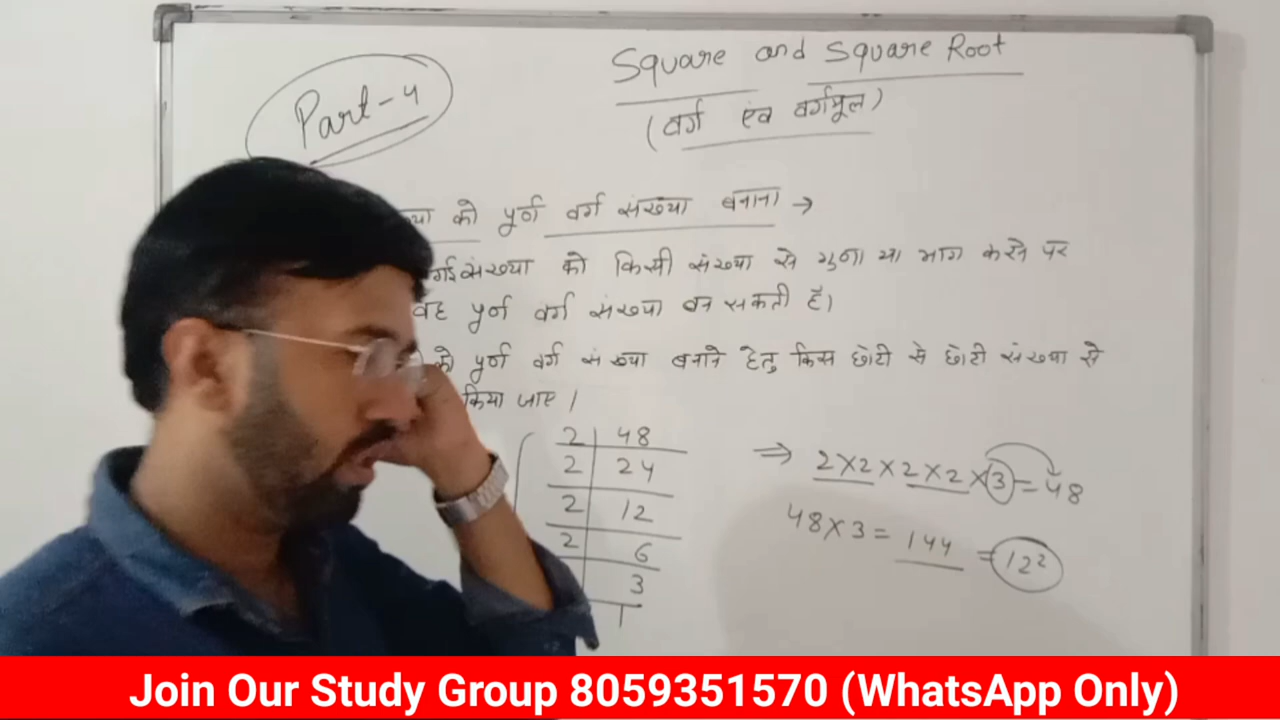 Part-4
Square and Square Root
(वर्ग एंव वर्गमूल)
को पूर्ण वर्ग संख्या बनाना →
संख्या को किसी संख्या से गुना या भाग करने पर
वह पूर्ण वर्ग संख्या बन सकती है।
को पूर्ण वर्ग संख्या बनाने हेतु किस छोटी से छोटी संख्या से
किया जाए।
2 48
2 24
2 12
2 6
3
1
⇒ 2×2×2×2×3=48
48×3=144=12²
Join Our Study Group 8059351570 (WhatsApp Only)